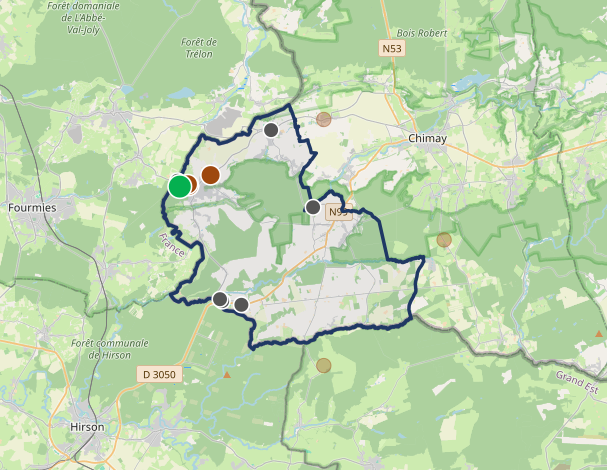 Forêt domaniale
de L'Abbé-
Val-Joly
Bois Robert
Forêt de
Trélon
N53
Chimay
Fourmies
N99
France
Forêt communale
de Hirson
D 3050
Grand Est
Hirson